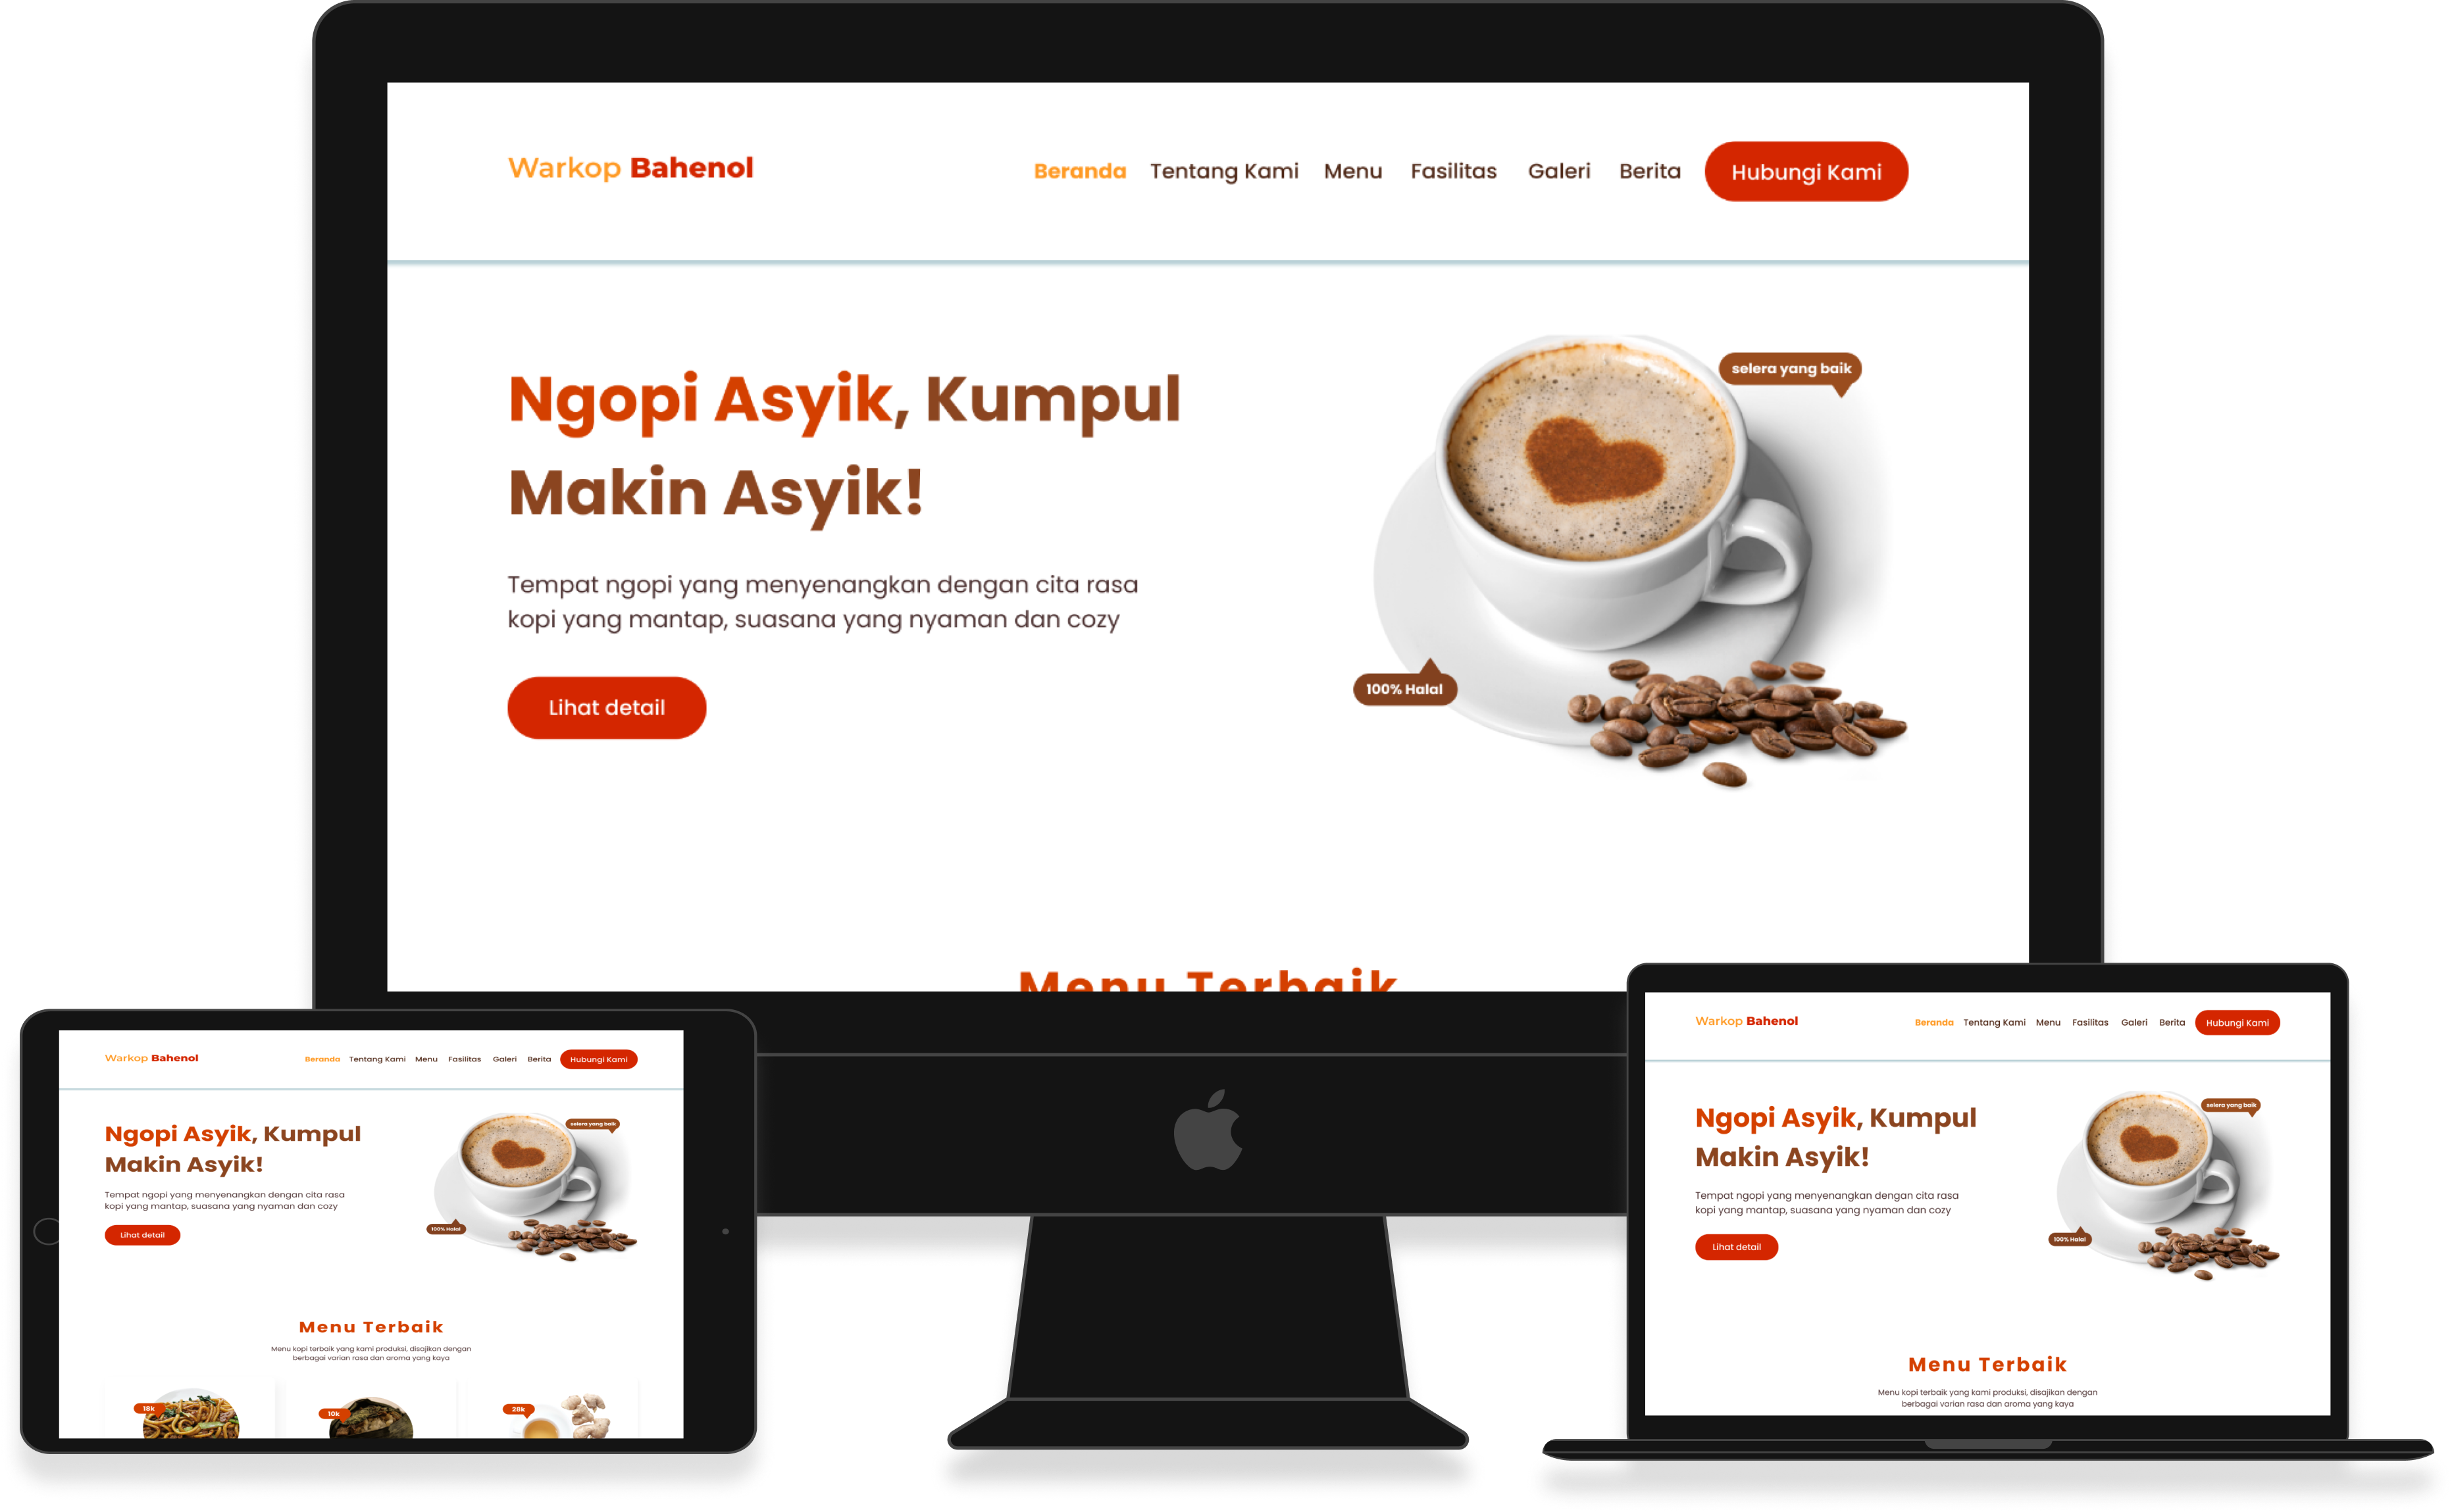 Warkop Bahenol
Beranda Tentang Kami Menu Fasilitas Galeri Berita Hubungi Kami
Ngopi Asyik, Kumpul
Makin Asyik!
Tempat ngopi yang menyenangkan dengan cita rasa
kopi yang mantap, suasana yang nyaman dan cozy
Lihat detail
selera yang baik
100% Halal
Menu Terbaik
Warkop Bahenol
Beranda Tentang Kami Menu Fasilitas Galeri Berita Hubungi Kami
Ngopi Asyik, Kumpul
Makin Asyik!
Tempat ngopi yang menyenangkan dengan cita rasa
kopi yang mantap, suasana yang nyaman dan cozy
Lihat detail
selera yang baik
100% Halal
Menu Terbaik
Menu kopi terbaik yang kami produksi, disajikan dengan
berbagai varian rasa dan aroma yang kaya
18k
10k
28k
Warkop Bahenol
Beranda Tentang Kami Menu Fasilitas Galeri Berita Hubungi Kami
Ngopi Asyik, Kumpul
Makin Asyik!
Tempat ngopi yang menyenangkan dengan cita rasa
kopi yang mantap, suasana yang nyaman dan cozy
Lihat detail
selera yang baik
100% Halal
Menu Terbaik
Menu kopi terbaik yang kami produksi, disajikan dengan
berbagai varian rasa dan aroma yang kaya